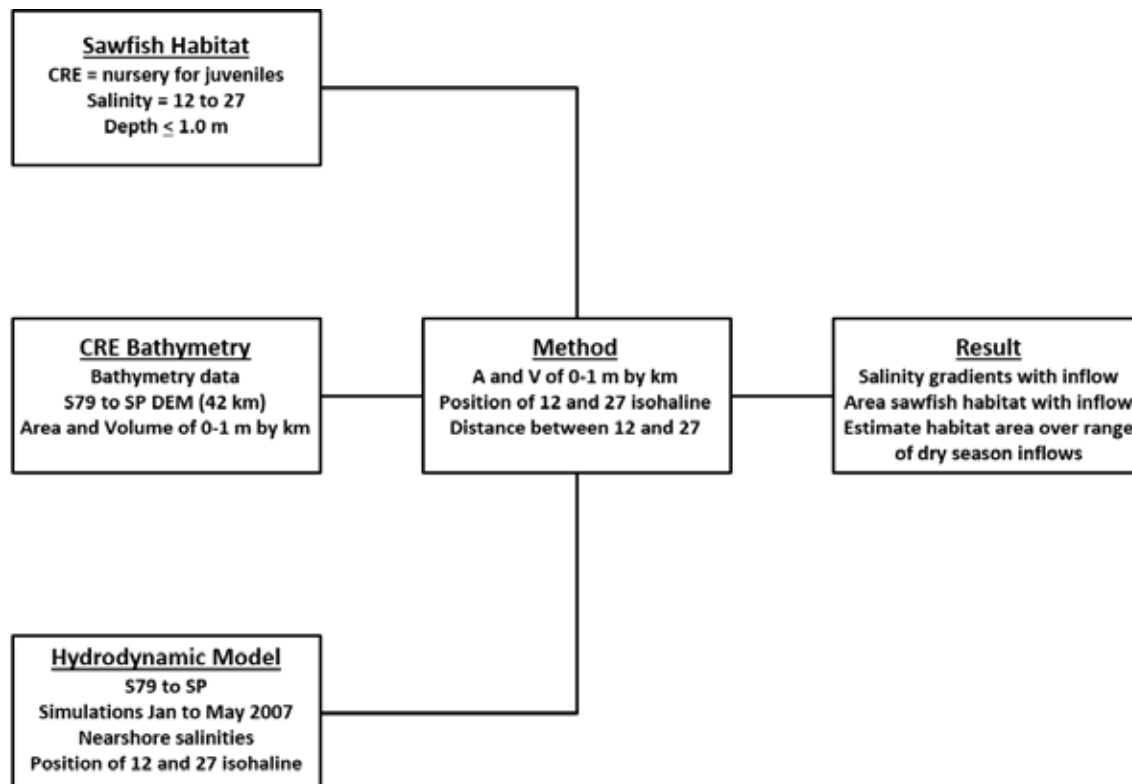 Sawfish Habitat
CRE = nursery for juveniles
Salinity = 12 to 27
Depth ≤ 1.0 m
CRE Bathymetry
Bathymetry data
S79 to SP DEM (42 km)
Area and Volume of 0-1 m by km
Method
A and V of 0-1 m by km
Position of 12 and 27 isohaline
Distance between 12 and 27
Result
Salinity gradients with inflow
Area sawfish habitat with inflow
Estimate habitat area over range
of dry season inflows
Hydrodynamic Model
S79 to SP
Simulations Jan to May 2007
Nearshore salinities
Position of 12 and 27 isohaline